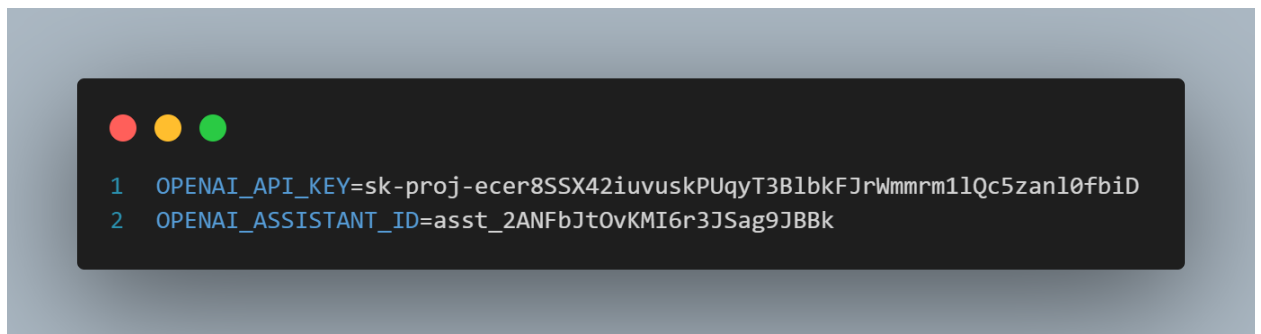 1 OPENAI_API_KEY=sk-proj-ecer8SSX42iuvuskPUqyT3BlbkFJrWmmrm1lQc5zanl0fbiD
2 OPENAI_ASSISTANT_ID=asst_2ANFbJtOvKMI6r3JSag9JBBk